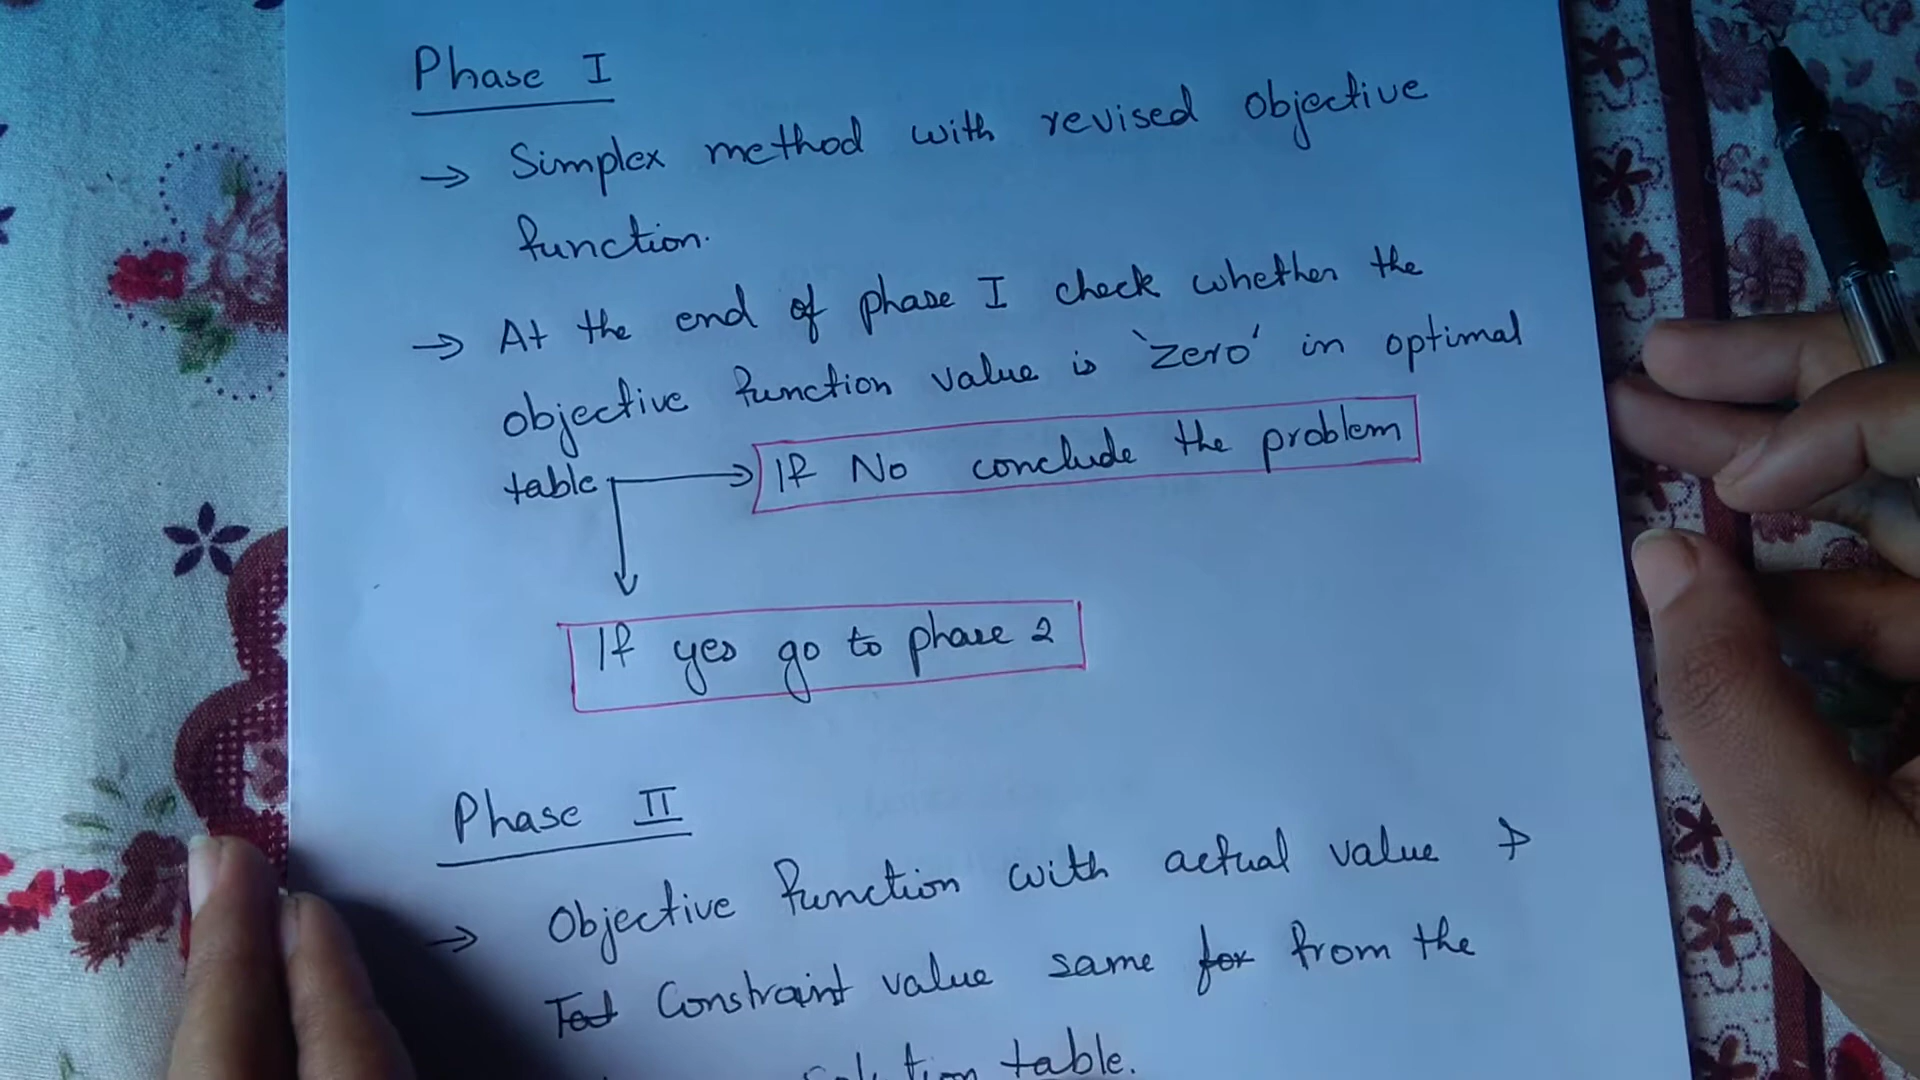 Phase I
→ Simplex method with revised objective
function.
→ At the end of phase I check whether the
objective function value is 'zero' in optimal
table → If No conclude the problem
If yes go to phase 2
Phase II
→ Objective function with actual value &
Constraint value same for from the
table.